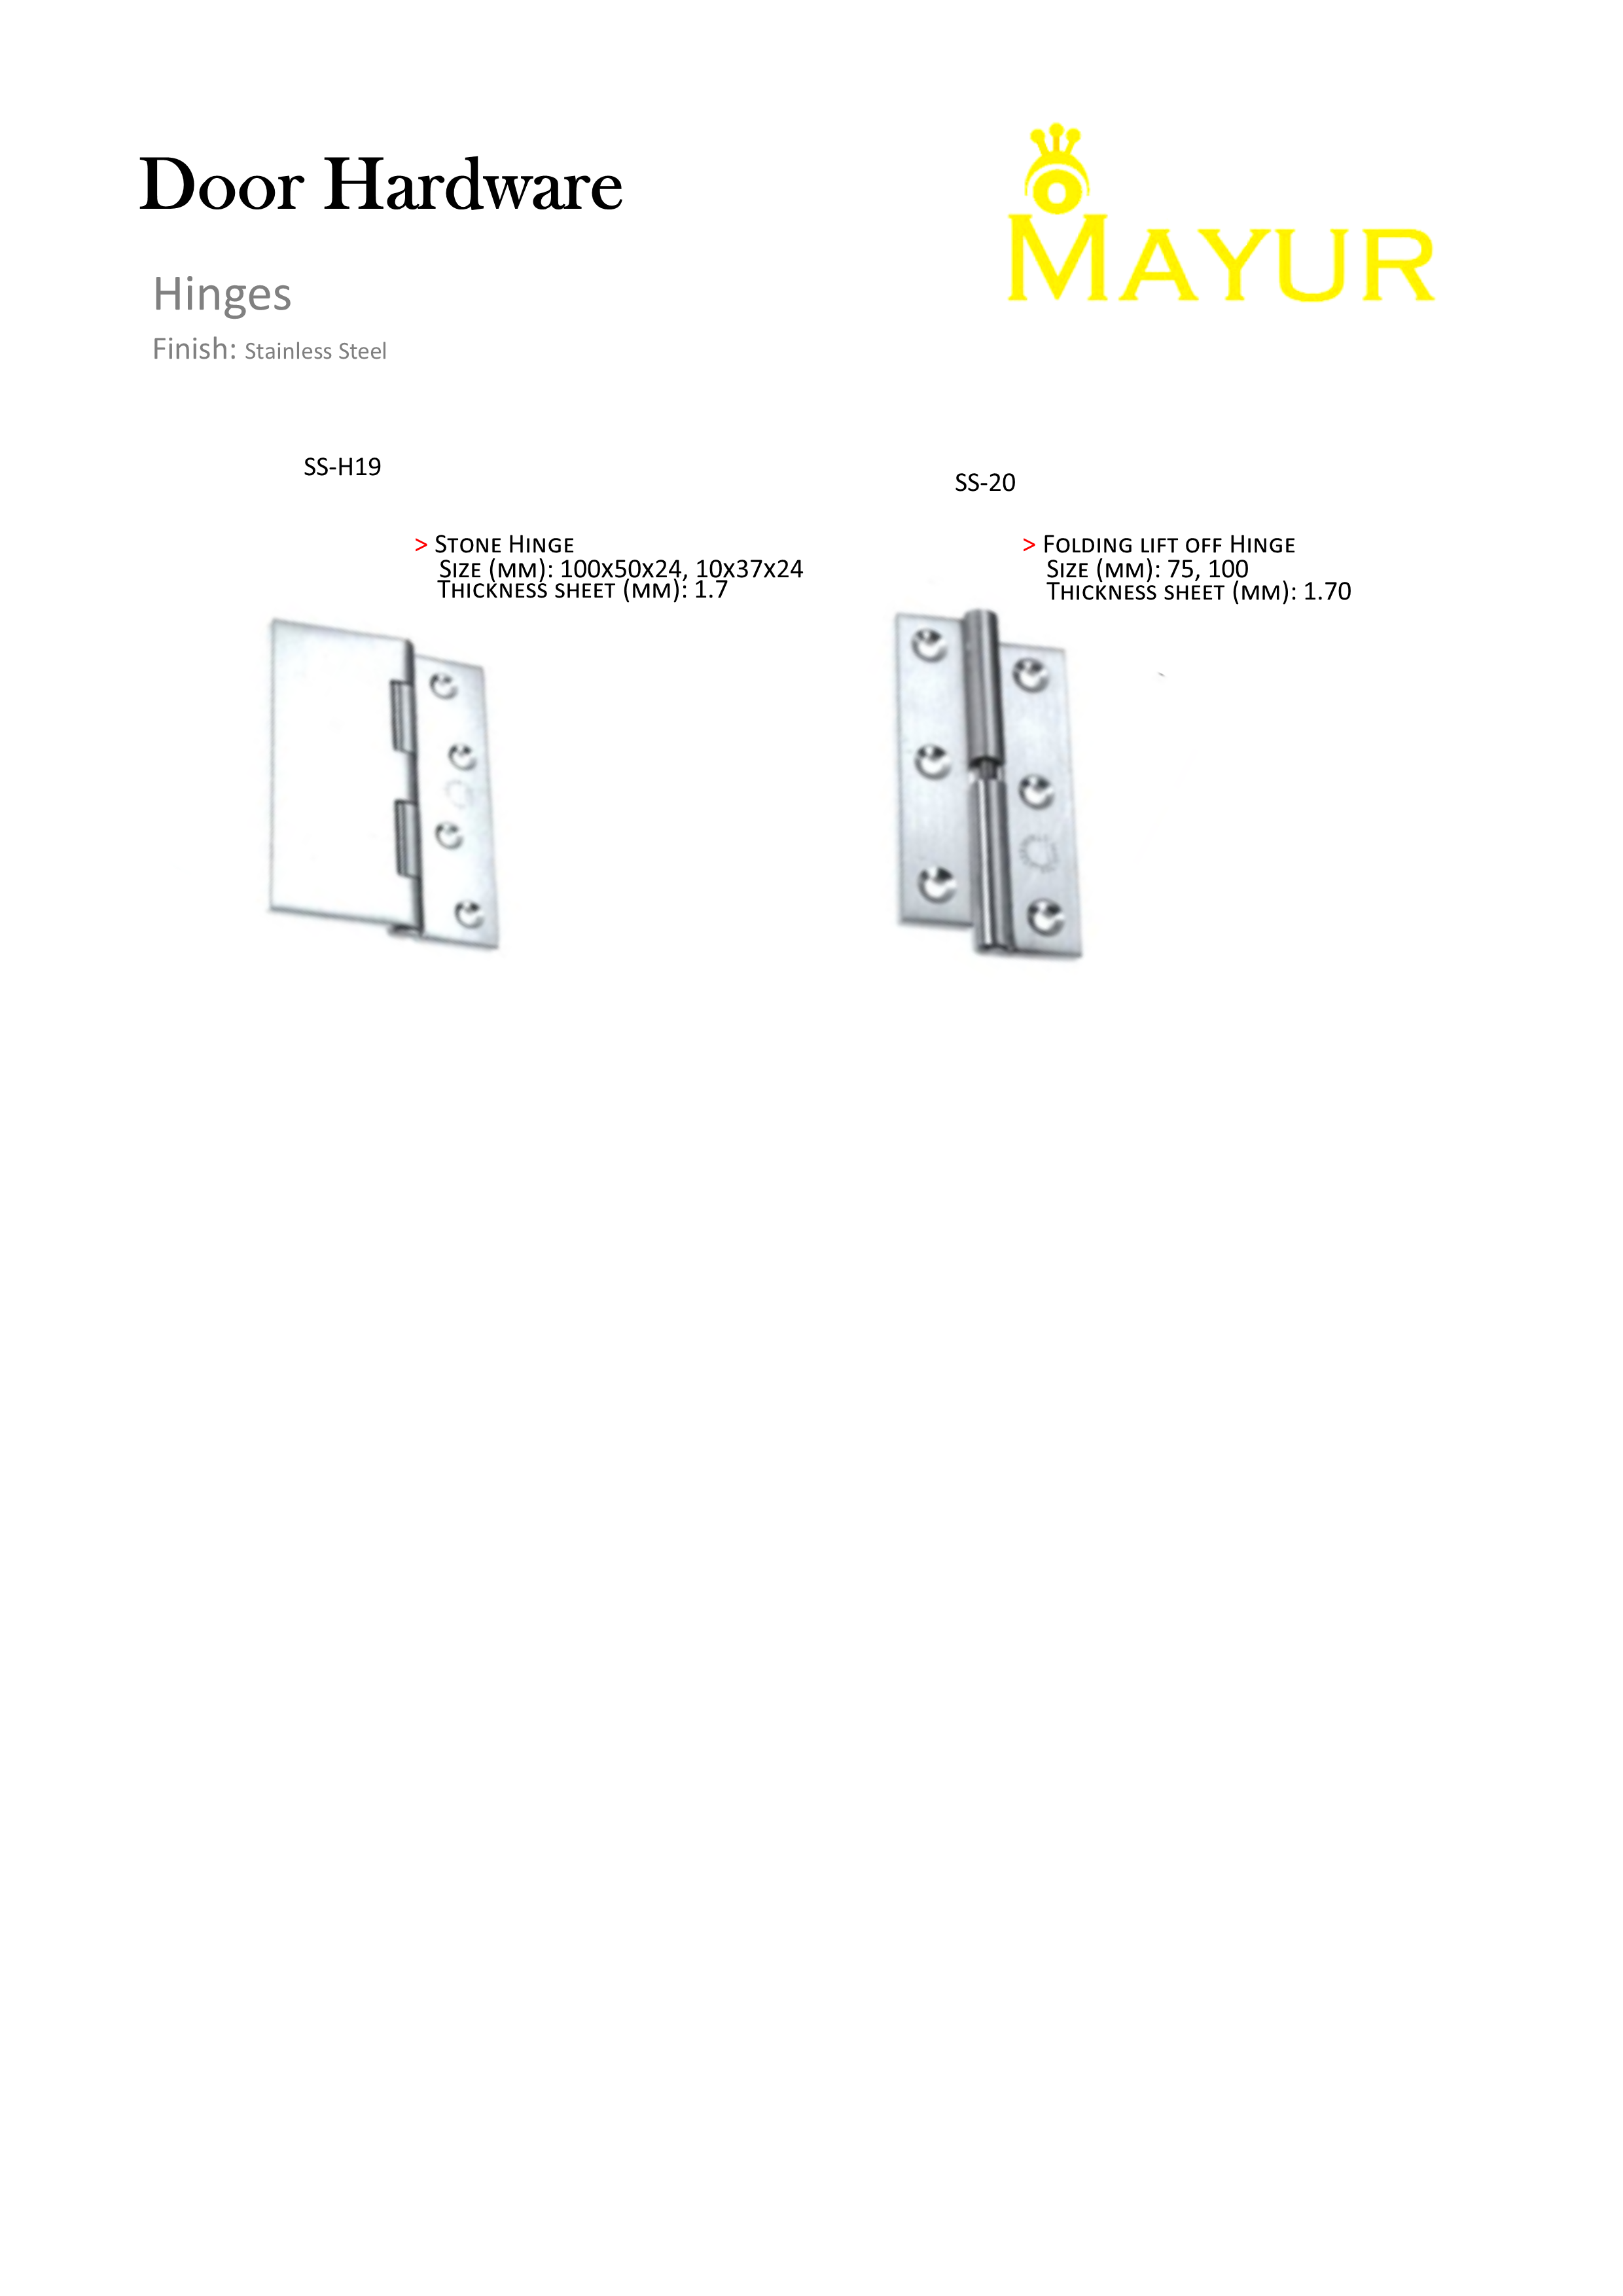 Door Hardware
MAYUR
Hinges
Finish: Stainless Steel
SS-H19
SS-20
> Stone Hinge
Size (mm): 100x50x24, 10x37x24
Thickness sheet (mm): 1.7
> Folding lift off Hinge
Size (mm): 75, 100
Thickness sheet (mm): 1.70